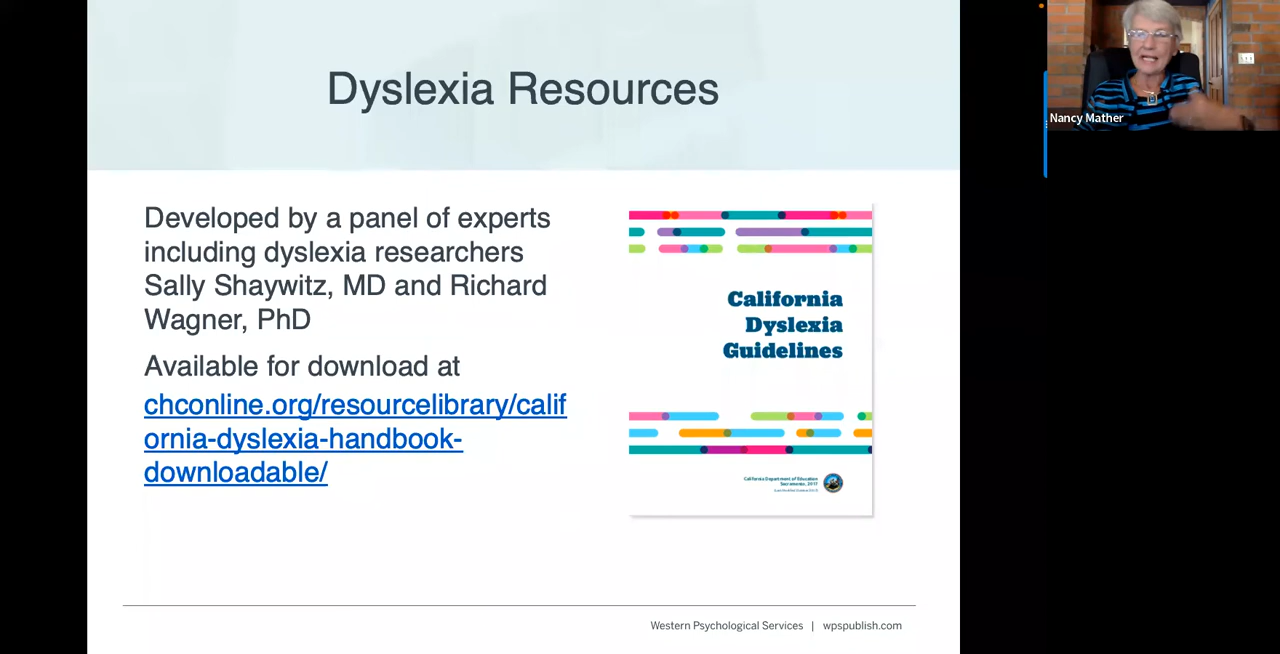 Dyslexia Resources
Developed by a panel of experts
including dyslexia researchers
Sally Shaywitz, MD and Richard
Wagner, PhD
Available for download at
chconline.org/resourcelibrary/calif
ornia-dyslexia-handbook-
downloadable/
California
Dyslexia
Guidelines
California Department of Education
Sacramento, 2017
Western Psychological Services | wpspublish.com
Nancy Mather